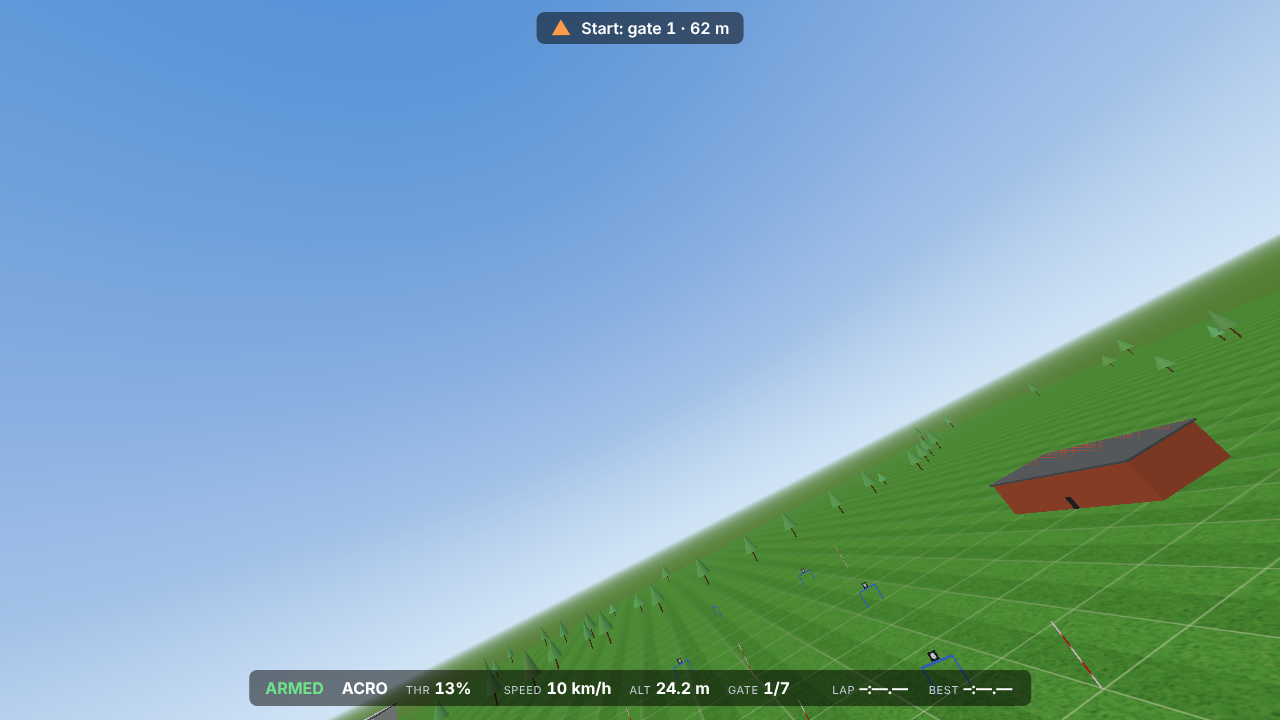 Start: gate 1 · 62 m
ARMED ACRO THR 13% SPEED 10 km/h ALT 24.2 m GATE 1/7 LAP –:––.–– BEST –:––.––